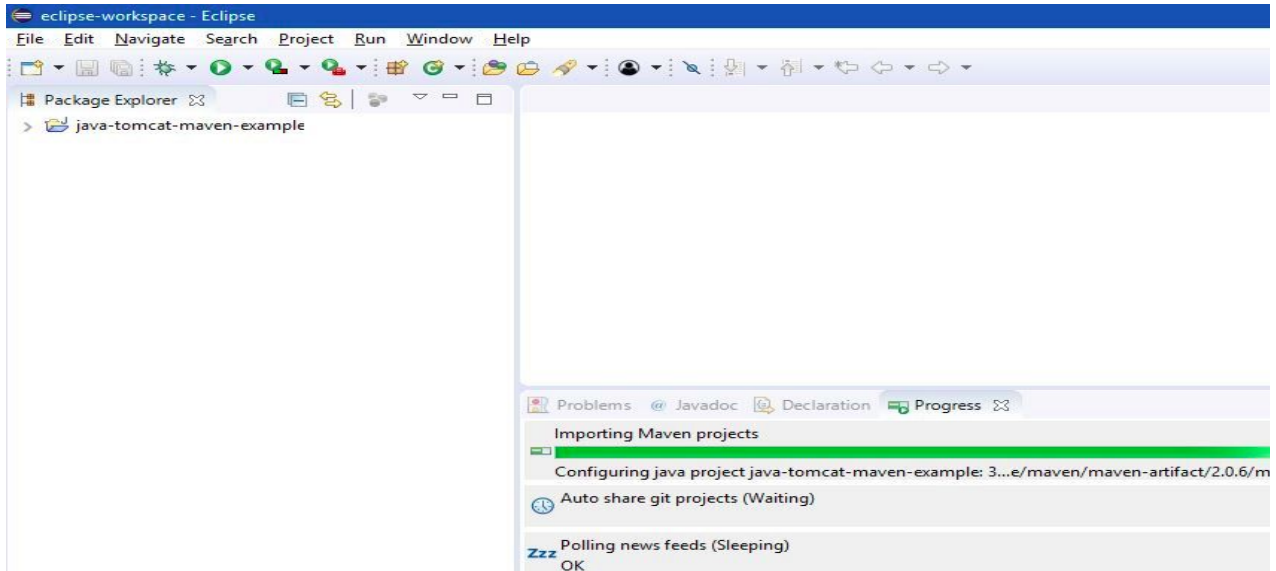 eclipse-workspace - Eclipse
File Edit Navigate Search Project Run Window Help
Package Explorer
java-tomcat-maven-example
Problems @ Javadoc Declaration Progress
Importing Maven projects
Configuring java project java-tomcat-maven-example: 3...e/maven/maven-artifact/2.0.6/m
Auto share git projects (Waiting)
Zzz Polling news feeds (Sleeping)
OK